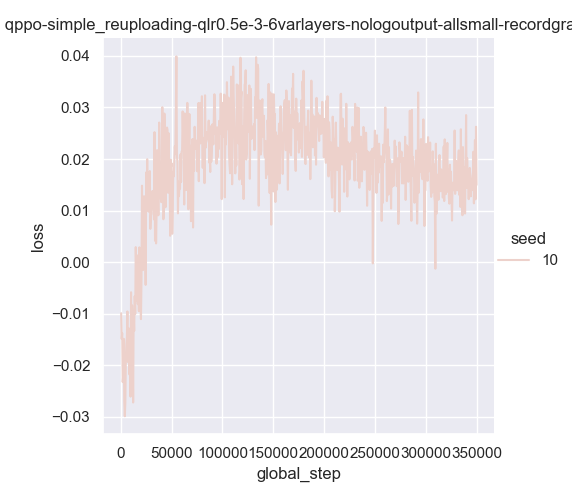 qppo-simple_reuploading-qlr0.5e-3-6varlayers-nologoutput-allsmall-recordgra
0.04
0.03
0.02
0.01
0.00
−0.01
−0.02
−0.03
loss
seed
10
0 50000 100000 150000 200000 250000 300000 350000
global_step